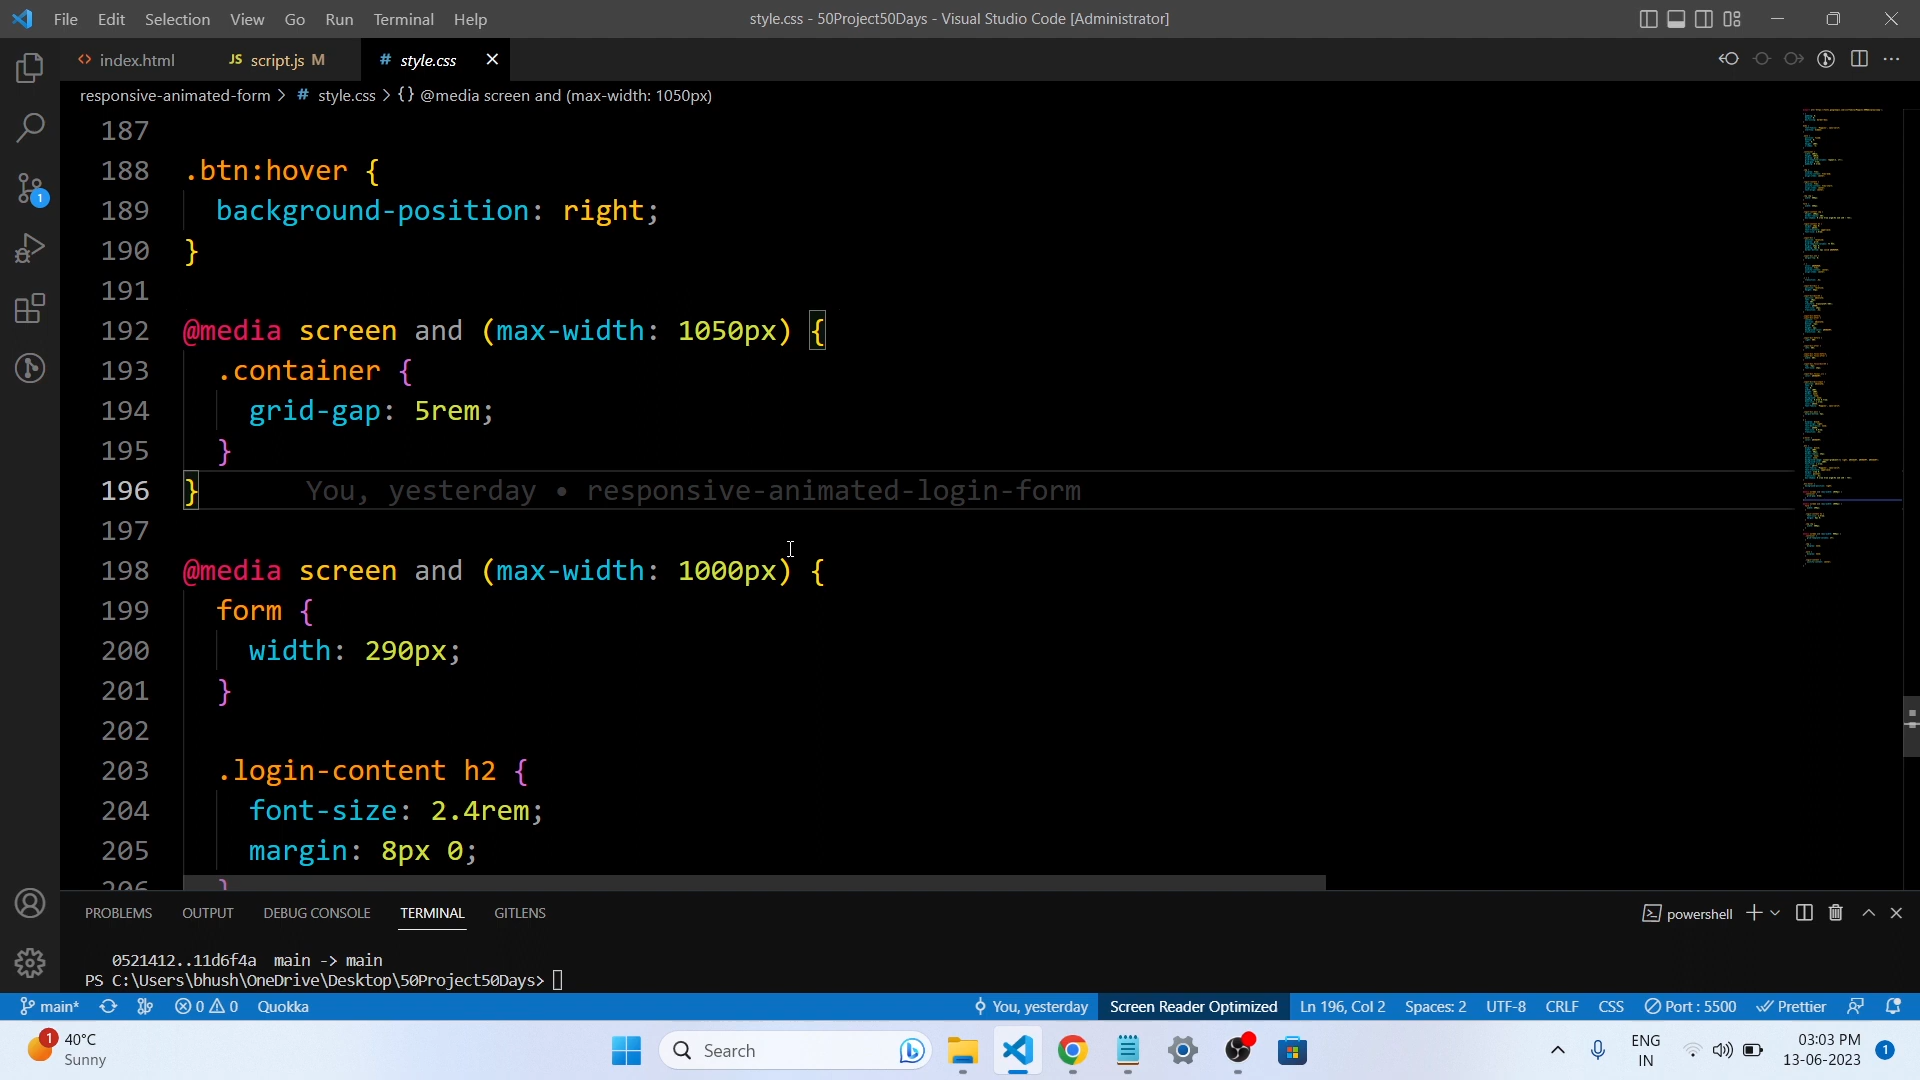 File Edit Selection View Go Run Terminal Help style.css - 50Project50Days - Visual Studio Code [Administrator]
<> index.html JS script.js M # style.css
responsive-animated-form > # style.css > {} @media screen and (max-width: 1050px)
187
188 .btn:hover {
189 background-position: right;
190 }
191
192 @media screen and (max-width: 1050px) {
193 .container {
194 grid-gap: 5rem;
195 }
196 } You, yesterday • responsive-animated-login-form
197
198 @media screen and (max-width: 1000px) {
199 form {
200 width: 290px;
201 }
202
203 .login-content h2 {
204 font-size: 2.4rem;
205 margin: 8px 0;
206 }
PROBLEMS OUTPUT DEBUG CONSOLE TERMINAL GITLENS powershell
0521412..11d6f4a main -> main
PS C:\Users\bhush\OneDrive\Desktop\50Project50Days>
main* 0 0 Quokka You, yesterday Screen Reader Optimized Ln 196, Col 2 Spaces: 2 UTF-8 CRLF CSS Port : 5500 Prettier
1 40°C Search ENG 03:03 PM
Sunny IN 13-06-2023 1